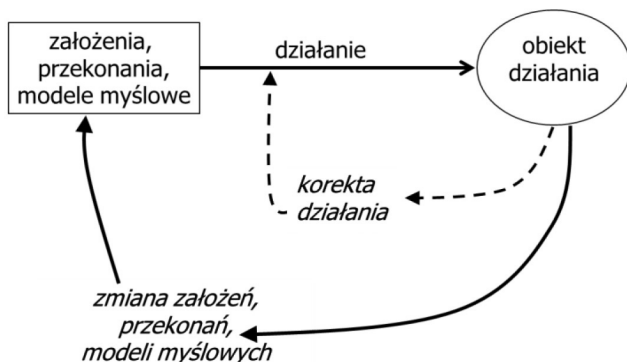 założenia,
przekonania,
modele myślowe
działanie
obiekt
działania
korekta
działania
zmiana założeń,
przekonań,
modeli myślowych